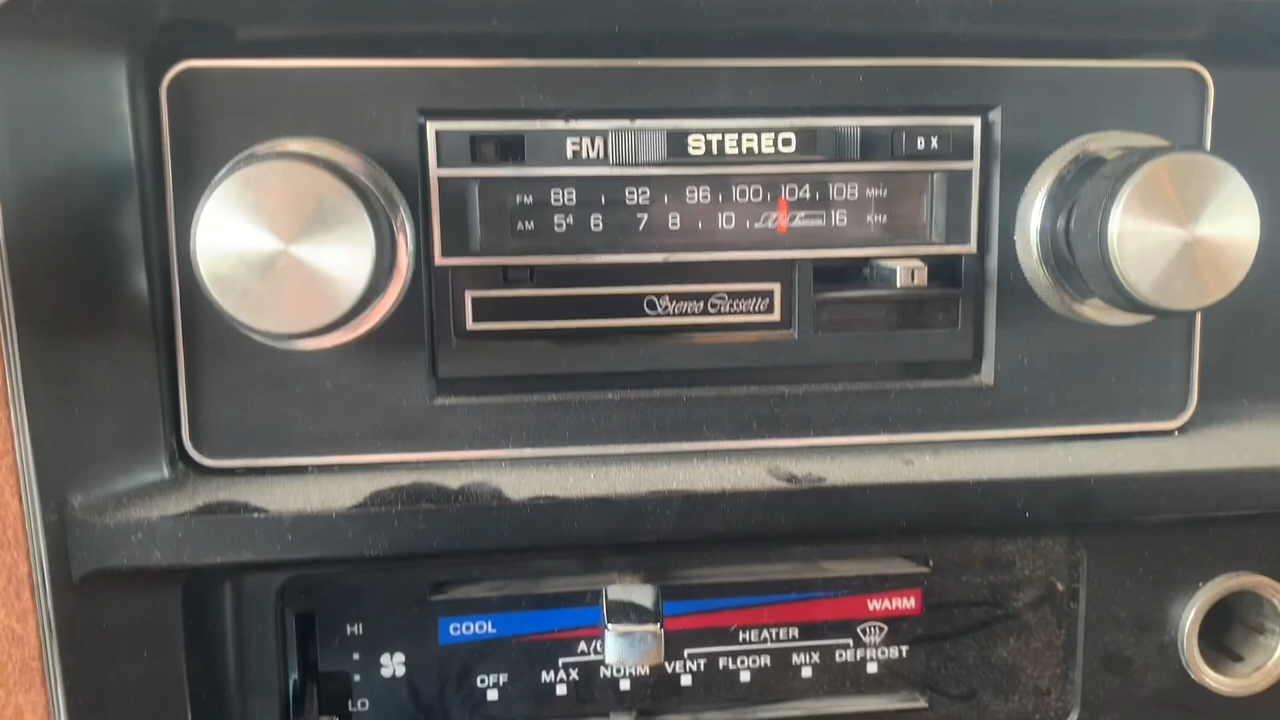 FM STEREO DX
FM 88 92 96 100 104 108 MHz
AM 5⁴ 6 7 8 10 16 KHz
Stereo Cassette
COOL WARM
HI
HEATER
A/C
OFF MAX NORM VENT FLOOR MIX DEFROST
LO